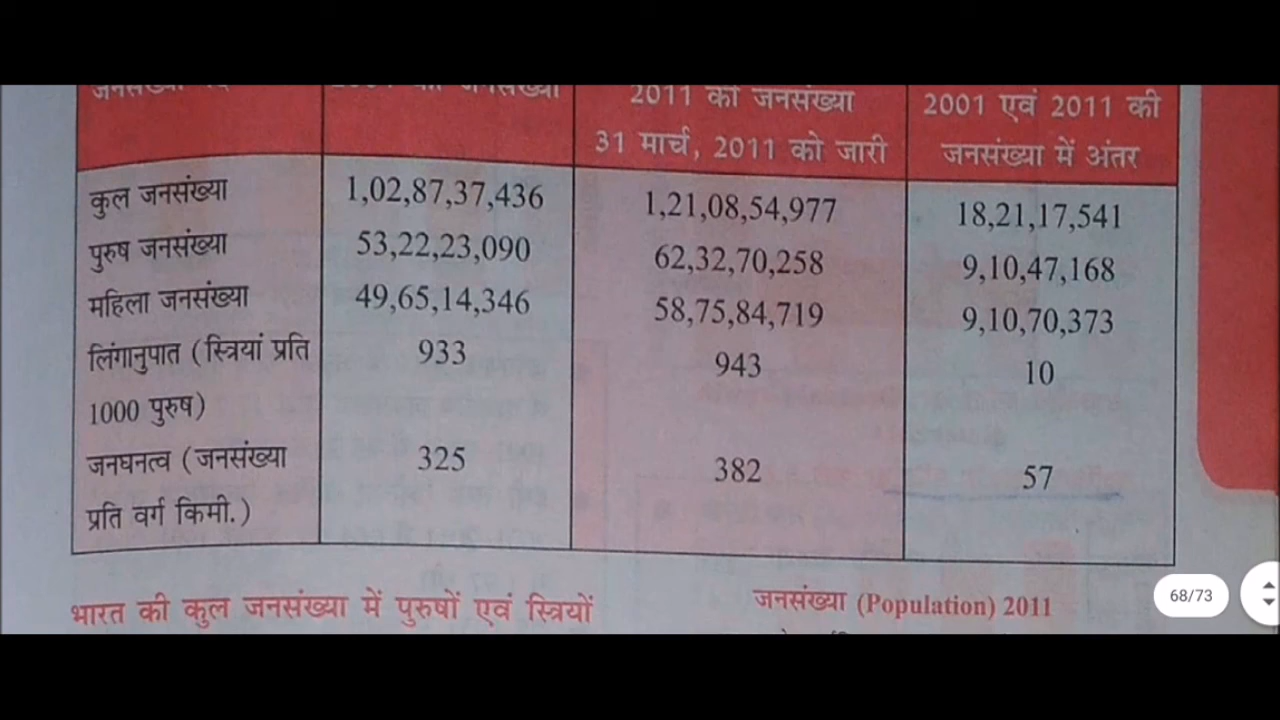 2011 की जनसंख्या
31 मार्च, 2011 को जारी
2001 एवं 2011 की
जनसंख्या में अंतर
कुल जनसंख्या 1,02,87,37,436 1,21,08,54,977 18,21,17,541
पुरुष जनसंख्या 53,22,23,090 62,32,70,258 9,10,47,168
महिला जनसंख्या 49,65,14,346 58,75,84,719 9,10,70,373
लिंगानुपात (स्त्रियां प्रति 933 943 10
1000 पुरुष)
जनघनत्व (जनसंख्या 325 382 57
प्रति वर्ग किमी.)
भारत की कुल जनसंख्या में पुरुषों एवं स्त्रियों
जनसंख्या (Population) 2011
68/73